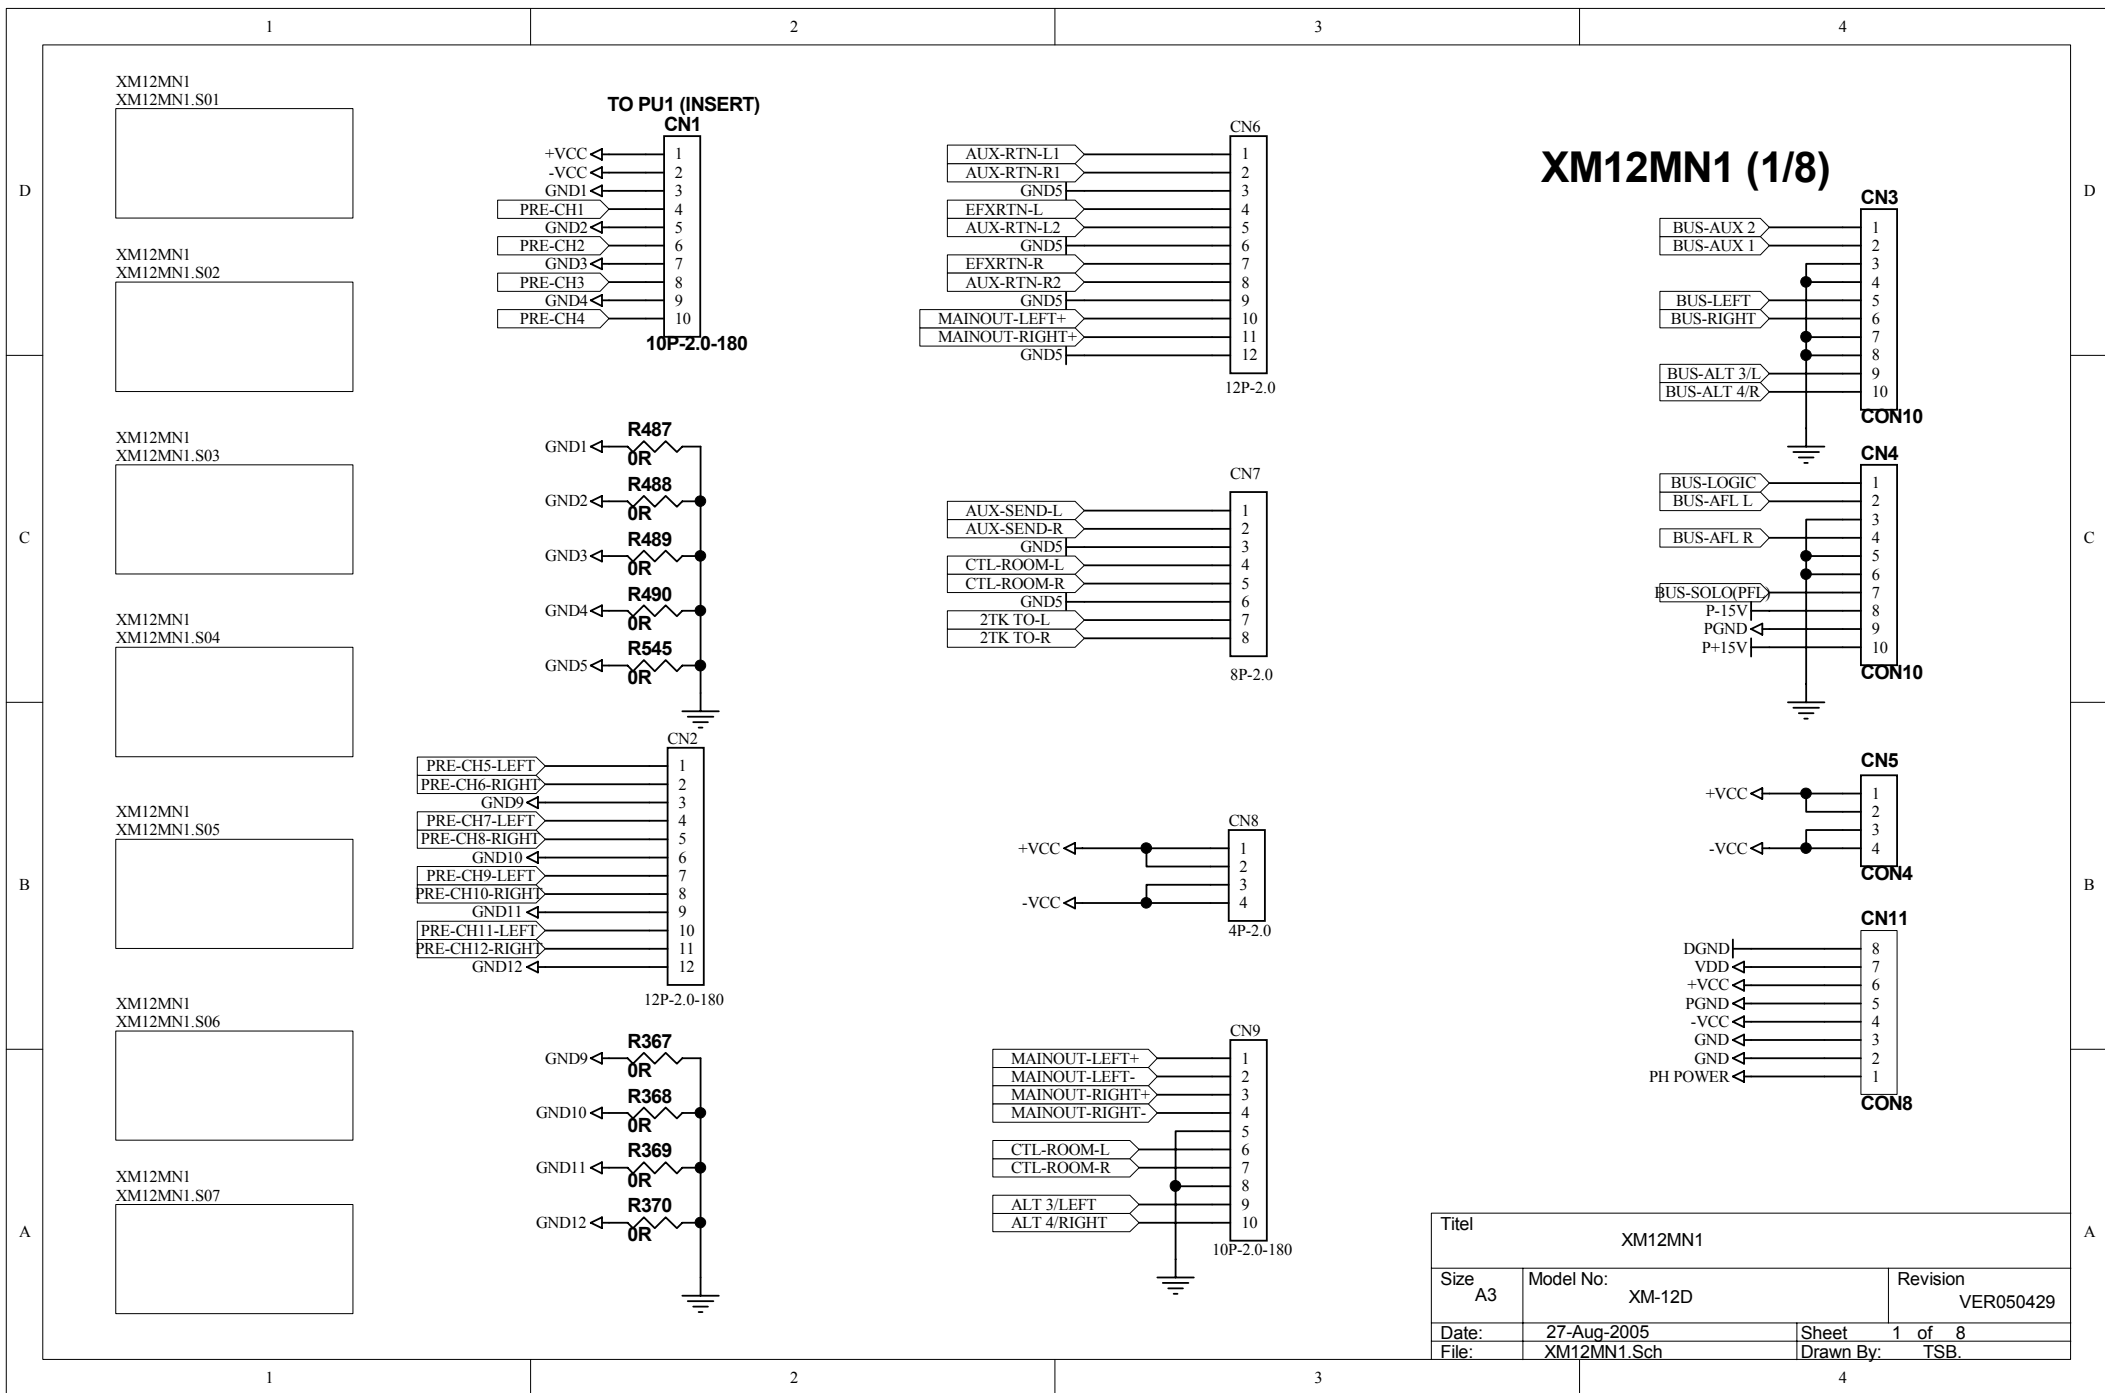 1 2 3 4
D C B A
XM12MN1
XM12MN1.S01
XM12MN1
XM12MN1.S02
XM12MN1
XM12MN1.S03
XM12MN1
XM12MN1.S04
XM12MN1
XM12MN1.S05
XM12MN1
XM12MN1.S06
XM12MN1
XM12MN1.S07
TO PU1 (INSERT)
CN1
+VCC 1
-VCC 2
GND1 3
PRE-CH1 4
GND2 5
PRE-CH2 6
GND3 7
PRE-CH3 8
GND4 9
PRE-CH4 10
10P-2.0-180
R487
GND1
0R
R488
GND2
0R
R489
GND3
0R
R490
GND4
0R
R545
GND5
0R
CN2
PRE-CH5-LEFT 1
PRE-CH6-RIGHT 2
GND9 3
PRE-CH7-LEFT 4
PRE-CH8-RIGHT 5
GND10 6
PRE-CH9-LEFT 7
PRE-CH10-RIGHT 8
GND11 9
PRE-CH11-LEFT 10
PRE-CH12-RIGHT 11
GND12 12
12P-2.0-180
R367
GND9
0R
R368
GND10
0R
R369
GND11
0R
R370
GND12
0R
CN6
AUX-RTN-L1 1
AUX-RTN-R1 2
GND5 3
EFXRTN-L 4
AUX-RTN-L2 5
GND5 6
EFXRTN-R 7
AUX-RTN-R2 8
GND5 9
MAINOUT-LEFT+ 10
MAINOUT-RIGHT+ 11
GND5 12
12P-2.0
CN7
AUX-SEND-L 1
AUX-SEND-R 2
GND5 3
CTL-ROOM-L 4
CTL-ROOM-R 5
GND5 6
2TK TO-L 7
2TK TO-R 8
8P-2.0
CN8
+VCC 1
2
3
-VCC 4
4P-2.0
CN9
MAINOUT-LEFT+ 1
MAINOUT-LEFT- 2
MAINOUT-RIGHT+ 3
MAINOUT-RIGHT- 4
5
CTL-ROOM-L 6
CTL-ROOM-R 7
8
ALT 3/LEFT 9
ALT 4/RIGHT 10
10P-2.0-180
XM12MN1 (1/8)
CN3
BUS-AUX 2 1
BUS-AUX 1 2
3
4
BUS-LEFT 5
BUS-RIGHT 6
7
8
BUS-ALT 3/L 9
BUS-ALT 4/R 10
CON10
CN4
BUS-LOGIC 1
BUS-AFL L 2
3
BUS-AFL R 4
5
6
BUS-SOLO(PFL) 7
P-15V 8
PGND 9
P+15V 10
CON10
CN5
+VCC 1
2
3
-VCC 4
CON4
CN11
DGND 8
VDD 7
+VCC 6
PGND 5
-VCC 4
GND 3
GND 2
PH POWER 1
CON8
Titel
XM12MN1
Size Model No: Revision
A3 XM-12D VER050429
Date: 27-Aug-2005 Sheet 1 of 8
File: XM12MN1.Sch Drawn By: TSB.
D C B A
1 2 3 4